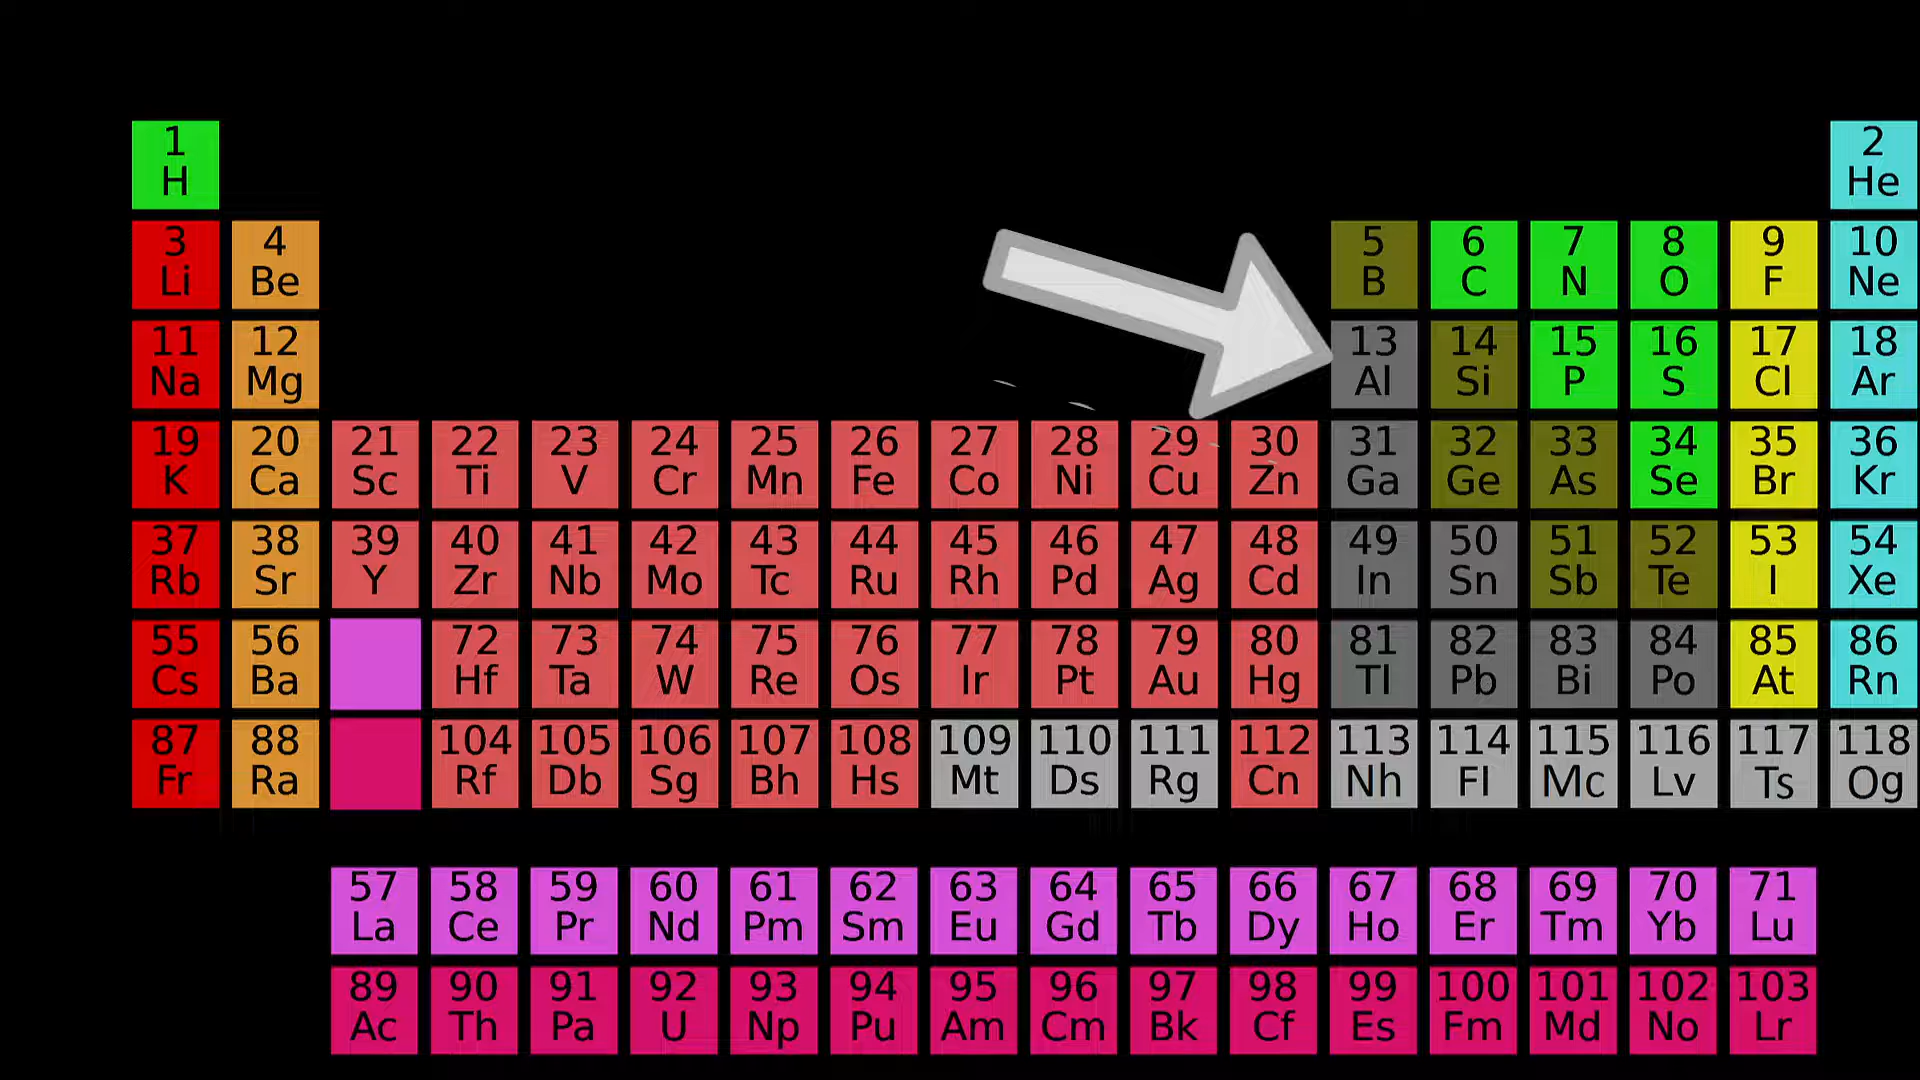 1 2
H He
3 4 5 6 7 8 9 10
Li Be B C N O F Ne
11 12 13 14 15 16 17 18
Na Mg Al Si P S Cl Ar
19 20 21 22 23 24 25 26 27 28 29 30 31 32 33 34 35 36
K Ca Sc Ti V Cr Mn Fe Co Ni Cu Zn Ga Ge As Se Br Kr
37 38 39 40 41 42 43 44 45 46 47 48 49 50 51 52 53 54
Rb Sr Y Zr Nb Mo Tc Ru Rh Pd Ag Cd In Sn Sb Te I Xe
55 56 72 73 74 75 76 77 78 79 80 81 82 83 84 85 86
Cs Ba Hf Ta W Re Os Ir Pt Au Hg Tl Pb Bi Po At Rn
87 88 104 105 106 107 108 109 110 111 112 113 114 115 116 117 118
Fr Ra Rf Db Sg Bh Hs Mt Ds Rg Cn Nh Fl Mc Lv Ts Og
57 58 59 60 61 62 63 64 65 66 67 68 69 70 71
La Ce Pr Nd Pm Sm Eu Gd Tb Dy Ho Er Tm Yb Lu
89 90 91 92 93 94 95 96 97 98 99 100 101 102 103
Ac Th Pa U Np Pu Am Cm Bk Cf Es Fm Md No Lr